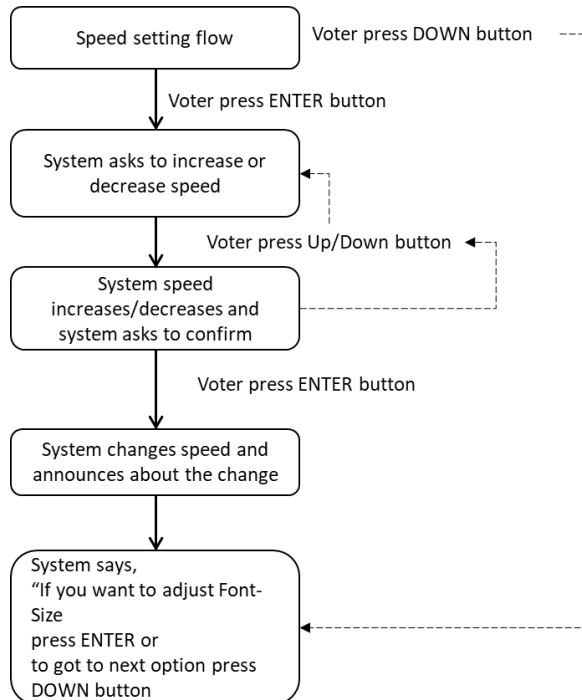 Speed setting flow
Voter press DOWN button
Voter press ENTER button
System asks to increase or
decrease speed
Voter press Up/Down button
System speed
increases/decreases and
system asks to confirm
Voter press ENTER button
System changes speed and
announces about the change
System says,
“If you want to adjust Font-
Size
press ENTER or
to got to next option press
DOWN button